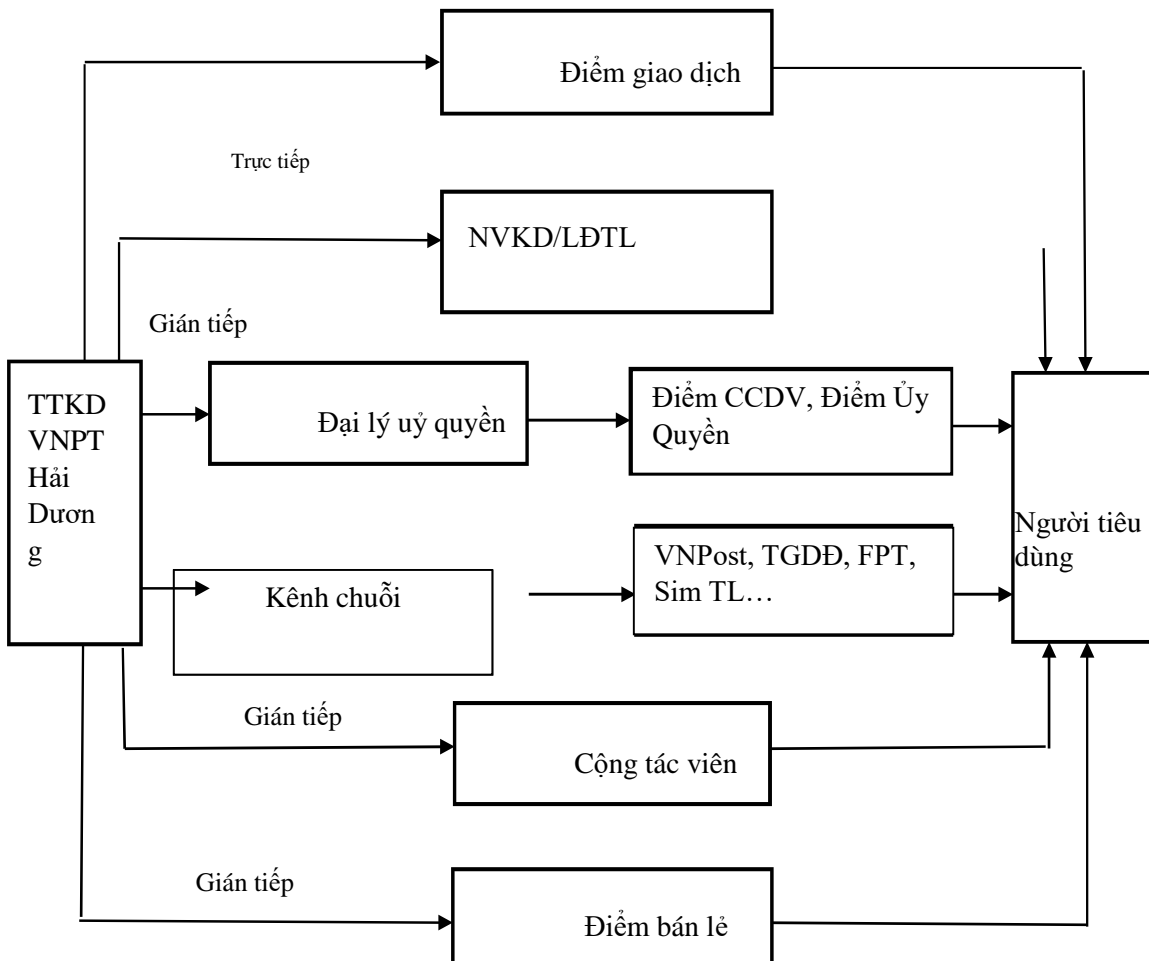 Điểm giao dịch
Trực tiếp
NVKD/LĐTL
Gián tiếp
TTKD
VNPT
Hải
Dươn
g
Đại lý uỷ quyền
Điểm CCDV, Điểm Ủy
Quyền
Người tiêu
dùng
Kênh chuỗi
VNPost, TGDĐ, FPT,
Sim TL…
Gián tiếp
Cộng tác viên
Gián tiếp
Điểm bán lẻ